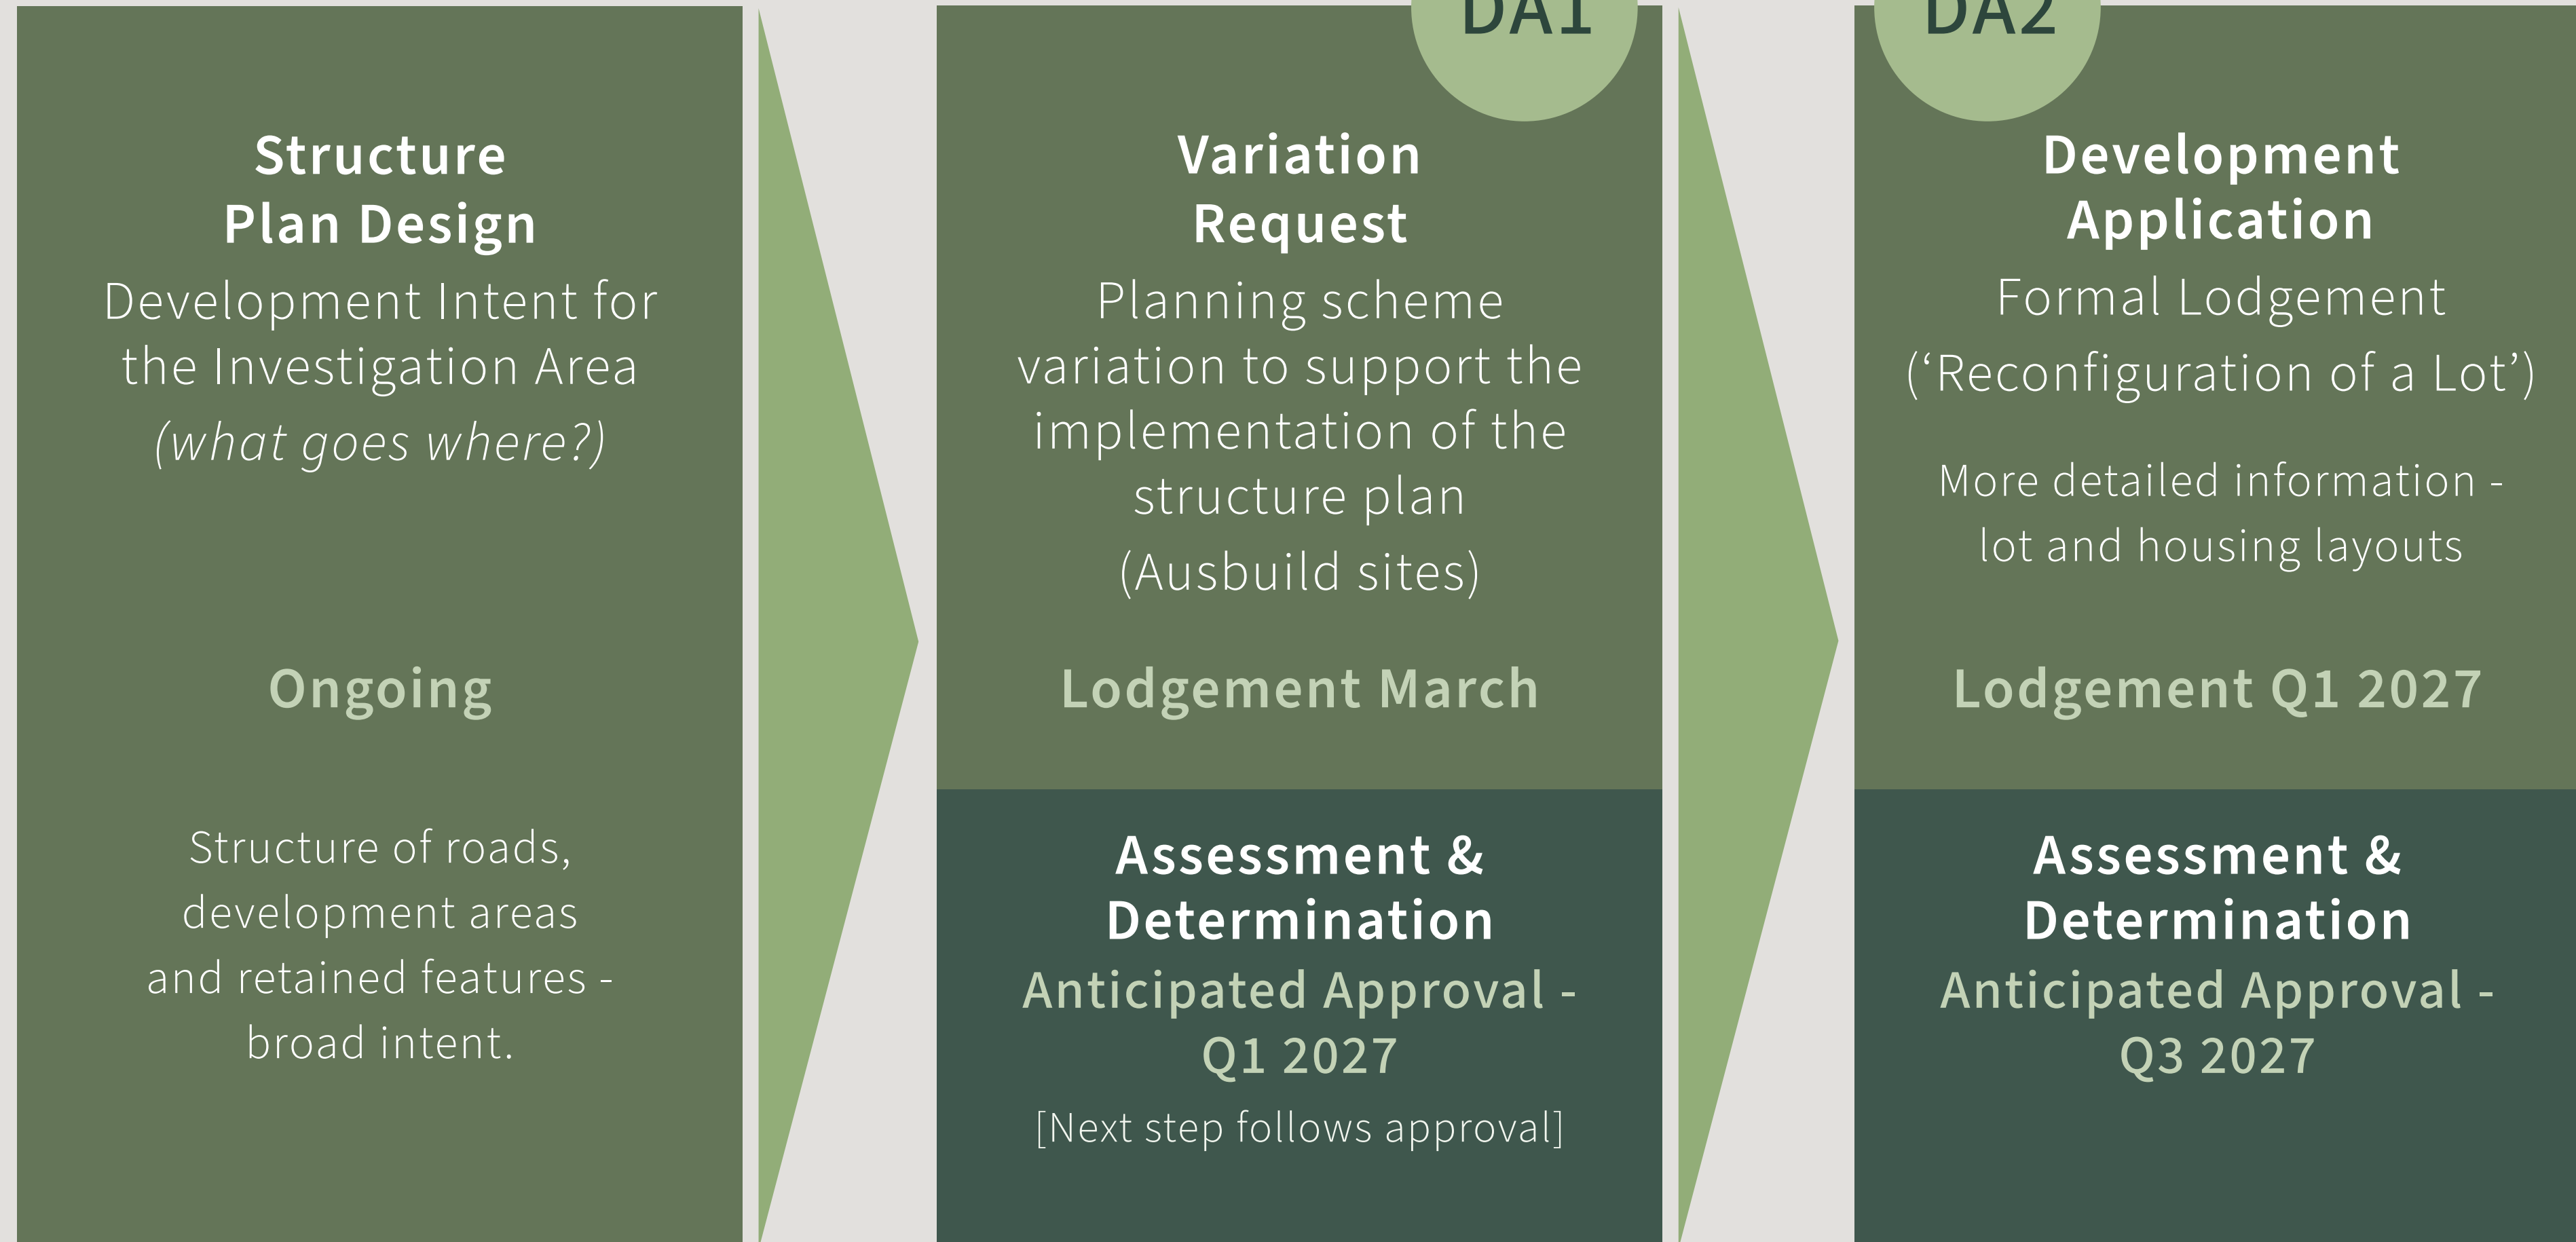 Structure
Plan Design
Development Intent for
the Investigation Area
(what goes where?)
Ongoing
Structure of roads,
development areas
and retained features -
broad intent.
DA1
Variation
Request
Planning scheme
variation to support the
implementation of the
structure plan
(Ausbuild sites)
Lodgement March
Assessment &
Determination
Anticipated Approval -
Q1 2027
[Next step follows approval]
DA2
Development
Application
Formal Lodgement
(‘Reconfiguration of a Lot’)
More detailed information -
lot and housing layouts
Lodgement Q1 2027
Assessment &
Determination
Anticipated Approval -
Q3 2027